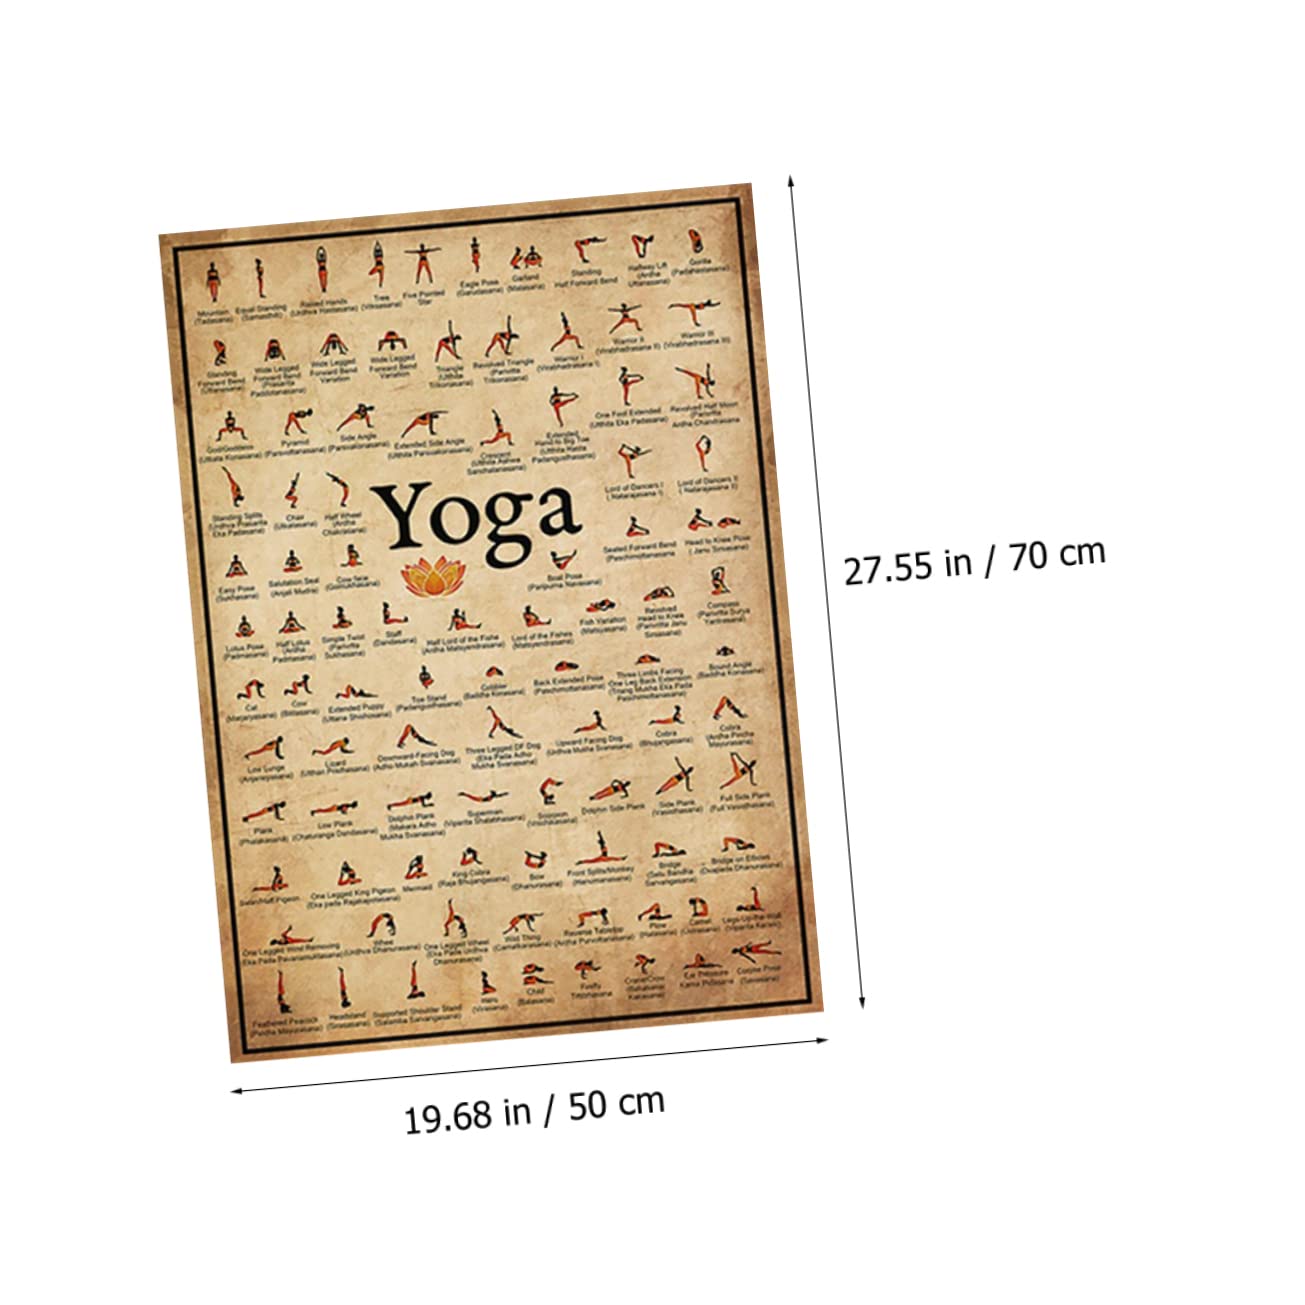 Mountain
(Tadasana)
Equal Standing
(Samasthiti)
Raised Hands
(Urdhva Hastasana)
Tree
(Vrksasana)
Five Pointed
Star
Eagle Pose
(Garudasana)
Garland
(Malasana)
Standing
Half Forward Bend
Halfway Lift
(Ardha
Uttanasana)
Gorilla
(Padahastasana)
Standing
Forward Bend
(Uttanasana)
Wide Legged
Forward Bend
(Prasarita
Padottanasana)
Wide Legged
Forward Bend
Variation
Wide Legged
Forward Bend
Variation
Triangle
(Utthita
Trikonasana)
Revolved Triangle
(Parivrtta
Trikonasana)
Warrior I
(Virabhadrasana I)
Warrior II
(Virabhadrasana II)
Warrior III
(Virabhadrasana III)
God/Goddess
(Utkata Konasana)
Pyramid
(Parsvottanasana)
Side Angle
(Parsvakonasana)
Extended Side Angle
(Utthita Parsvakonasana)
Crescent
(Utthita Ashwa
Sanchalanasana)
Extended
Hand to Big Toe
(Utthita Hasta
Padangusthasana)
One Foot Extended
(Utthita Eka Padasana)
Revolved Half Moon
(Parivrtta
Ardha Chandrasana
Standing Splits
(Urdhva Prasarita
Eka Padasana)
Chair
(Utkatasana)
Half Wheel
(Ardha
Chakrasana)
Yoga
Lord of Dancers I
( Natarajasana I)
Lord of Dancers II
( Natarajasana II)
Easy Pose
(Sukhasana)
Salutation Seal
(Anjali Mudra)
Cow face
(Gomukhasana)
Boat Pose
(Paripurna Navasana)
Seated Forward Bend
(Paschimottanasana
Head to Knee Pose
( Janu Sirsasana)
Lotus Pose
(Padmasana)
Half Lotus
(Ardha
Padmasana)
Simple Twist
(Parivrtta
Sukhasana)
Staff
(Dandasana)
Half Lord of the Fishe
(Ardha Matsyendrasana)
Lord of the Fishes
(Matsyendrasana)
Fish Variation
(Matsyasana)
Revolved
Head to Knee
(Parivrtta Janu
Sirsasana)
Compass
(Parivrtta Surya
Yantrasana)
Cat
(Marjaryasana)
Cow
(Bitilasana)
Extended Puppy
(Uttana Shishosana)
Toe Stand
(Padangusthasana)
Cobbler
(Baddha Konasana)
Back Extended Pose
(Paschimottanasana)
Three Limbs Facing
One Leg Back Extension
(Triang Mukha Eka Pada
Paschimottanasana)
Bound Angle
(Baddha Konasana)
Low Lunge
(Anjaneyasana)
Lizard
(Utthan Pristhasana)
Downward-Facing Dog
(Adho Mukah Svanasana)
Three Legged DF Dog
(Eka Pada Adho
Mukha Svanasana)
Upward Facing Dog
(Urdhva Mukha Svanasana)
Cobra
(Bhujangasana)
Cobra
(Ardha Pincha
Mayurasana)
Plank
(Phalakasana)
Low Plank
(Chaturanga Dandasana)
Dolphin Plank
(Makara Adho
Mukha Svanasana)
Superman
(Viparita Shalabhasana)
Scorpion
(Vrischikasana)
Dolphin Side Plank
Side Plank
(Vasisthasana)
Full Side Plank
(Full Vasisthasana)
Swan/Half Pigeon
One Legged King Pigeon
(Eka pada Rajakapotasana)
Mermaid
King Cobra
(Raja Bhujangasana)
Bow
(Dhanurasana)
Front Splits/Monkey
(Hanumanasana)
Bridge
(Setu Bandha
Sarvangasana)
Bridge on Elbows
(Dvapada Dhanurasana)
One Legged Wind Removing
(Eka Pada Pavanamuktasana)
Whee
(Urdhva Dhanurasana)
One Legged Wheel
(Eka Pada Urdhva
Dhanurasana)
Wild Thing
(Camatkarasana)
Reverse Tabletop
(Ardha Purvottanasana)
Plow
(Halasana)
Camel
(Ustrasana)
Legs-Up-the-Wall
(Viparita Karani)
Feathered Peacock
(Pincha Mayurasana)
Headstand
(Sirsasana)
Supported Shoulder Stand
(Salamba Sarvangasana)
Hero
(Virasana)
Child
(Balasana)
Firefly
Tittibhasana
Crane/Crow
(Bakasana/
Kakasana)
Ear Pressure
Karna Pidasana
Corpse Pose
(Savasana)
27.55 in / 70 cm
19.68 in / 50 cm